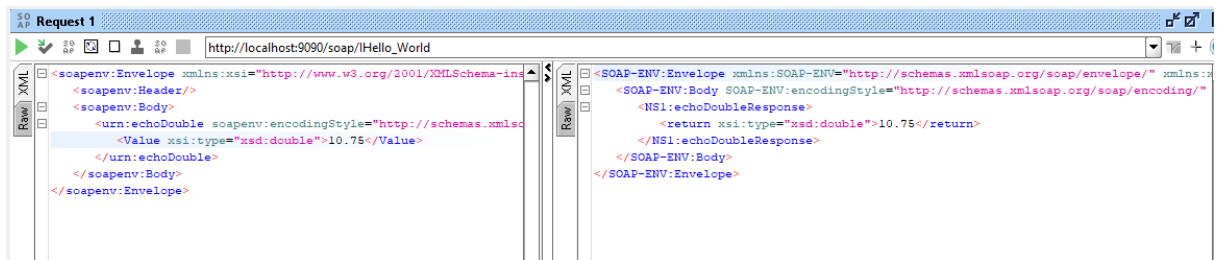 SO AP Request 1
http://localhost:9090/soap/IHello_World
XML
Raw
<soapenv:Envelope xmlns:xsi="http://www.w3.org/2001/XMLSchema-ins
<soapenv:Header/>
<soapenv:Body>
<urn:echoDouble soapenv:encodingStyle="http://schemas.xmlso
<Value xsi:type="xsd:double">10.75</Value>
</urn:echoDouble>
</soapenv:Body>
</soapenv:Envelope>
XML
Raw
<SOAP-ENV:Envelope xmlns:SOAP-ENV="http://schemas.xmlsoap.org/soap/envelope/" xmlns:x
<SOAP-ENV:Body SOAP-ENV:encodingStyle="http://schemas.xmlsoap.org/soap/encoding/"
<NS1:echoDoubleResponse>
<return xsi:type="xsd:double">10.75</return>
</NS1:echoDoubleResponse>
</SOAP-ENV:Body>
</SOAP-ENV:Envelope>